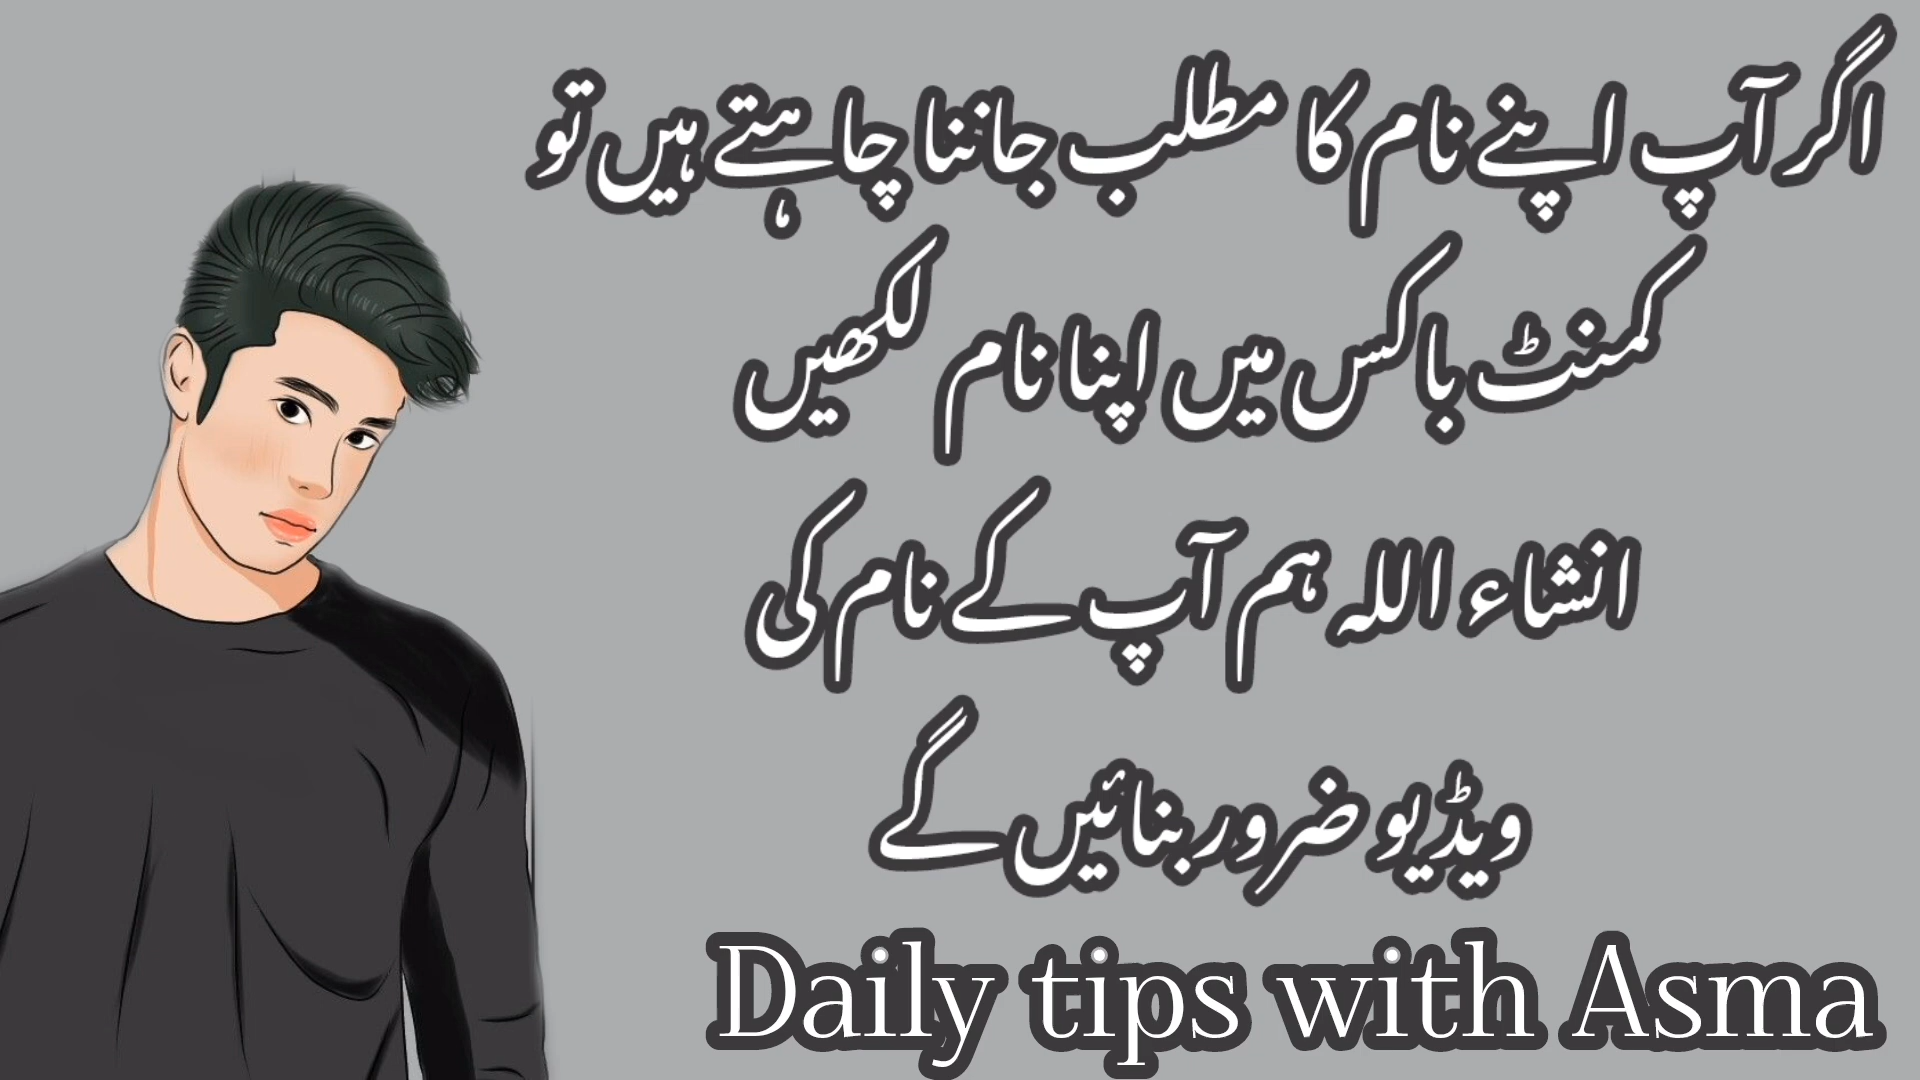 اگر آپ اپنے نام کا مطلب جاننا چاہتے ہیں تو
کمنٹ باکس میں اپنا نام لکھیں
انشاء اللہ ہم آپ کے نام کی
ویڈیو ضرور بنائیں گے
Daily tips with Asma